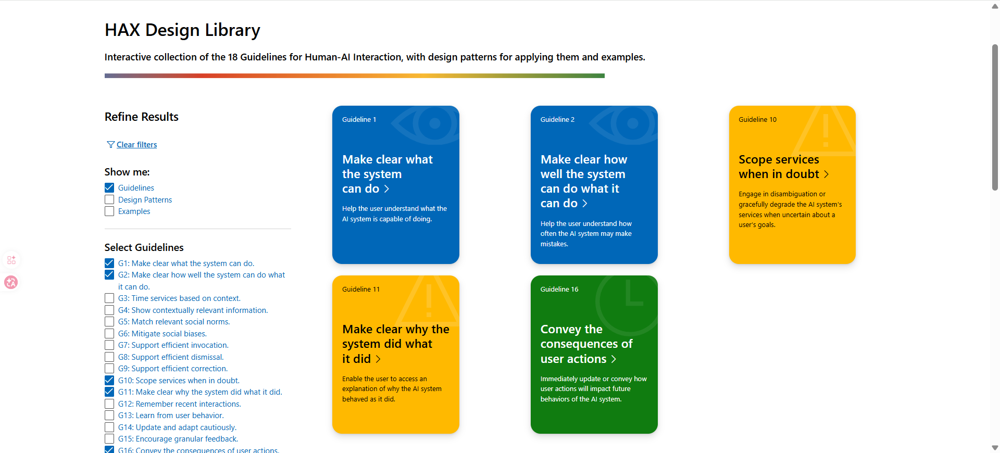 HAX Design Library
Interactive collection of the 18 Guidelines for Human-AI Interaction, with design patterns for applying them and examples.
Refine Results
Clear filters
Show me:
Guidelines
Design Patterns
Examples
Select Guidelines
G1: Make clear what the system can do.
G2: Make clear how well the system can do what
it can do.
G3: Time services based on context.
G4: Show contextually relevant information.
G5: Match relevant social norms.
G6: Mitigate social biases.
G7: Support efficient invocation.
G8: Support efficient dismissal.
G9: Support efficient correction.
G10: Scope services when in doubt.
G11: Make clear why the system did what it did.
G12: Remember recent interactions.
G13: Learn from user behavior.
G14: Update and adapt cautiously.
G15: Encourage granular feedback.
G16: Convey the consequences of user actions.
Guideline 1
Make clear what
the system
can do
Help the user understand what the
AI system is capable of doing.
Guideline 2
Make clear how
well the system
can do what it
can do
Help the user understand how
often the AI system may make
mistakes.
Guideline 10
Scope services
when in doubt
Engage in disambiguation or
gracefully degrade the AI system's
services when uncertain about a
user's goals.
Guideline 11
Make clear why the
system did what
it did
Enable the user to access an
explanation of why the AI system
behaved as it did.
Guideline 16
Convey the
consequences of
user actions
Immediately update or convey how
user actions will impact future
behaviors of the AI system.